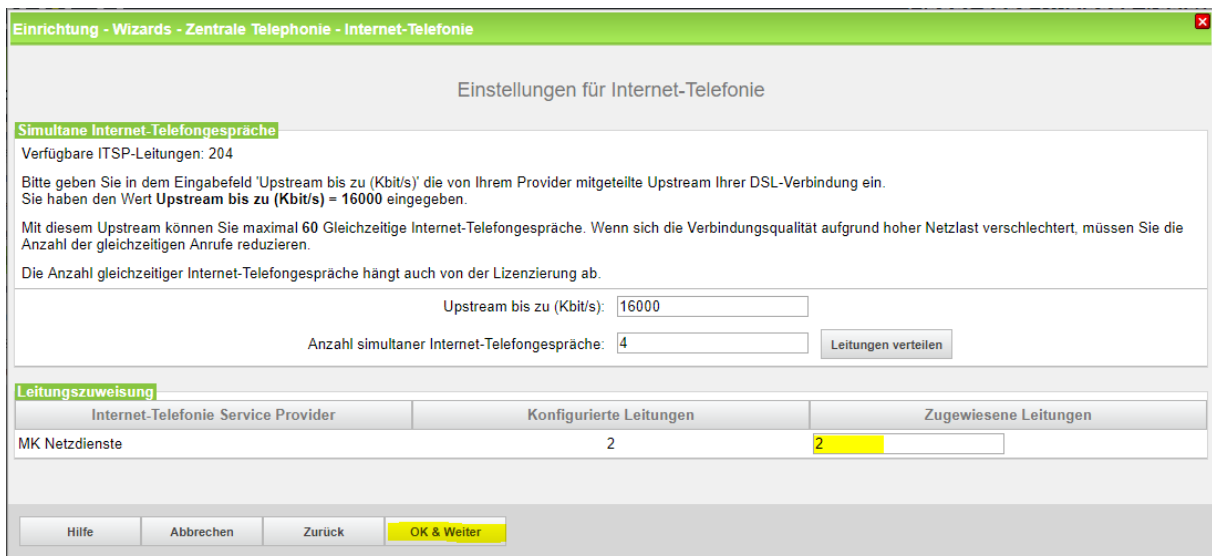 Einrichtung - Wizards - Zentrale Telephonie - Internet-Telefonie
Einstellungen für Internet-Telefonie
Simultane Internet-Telefongespräche
Verfügbare ITSP-Leitungen: 204
Bitte geben Sie in dem Eingabefeld 'Upstream bis zu (Kbit/s)' die von Ihrem Provider mitgeteilte Upstream Ihrer DSL-Verbindung ein.
Sie haben den Wert Upstream bis zu (Kbit/s) = 16000 eingegeben.
Mit diesem Upstream können Sie maximal 60 Gleichzeitige Internet-Telefongespräche. Wenn sich die Verbindungsqualität aufgrund hoher Netzlast verschlechtert, müssen Sie die
Anzahl der gleichzeitigen Anrufe reduzieren.
Die Anzahl gleichzeitiger Internet-Telefongespräche hängt auch von der Lizenzierung ab.
Upstream bis zu (Kbit/s): 16000
Anzahl simultaner Internet-Telefongespräche: 4 Leitungen verteilen
Leitungszuweisung
Internet-Telefonie Service Provider Konfigurierte Leitungen Zugewiesene Leitungen
MK Netzdienste 2 2
Hilfe Abbrechen Zurück OK & Weiter